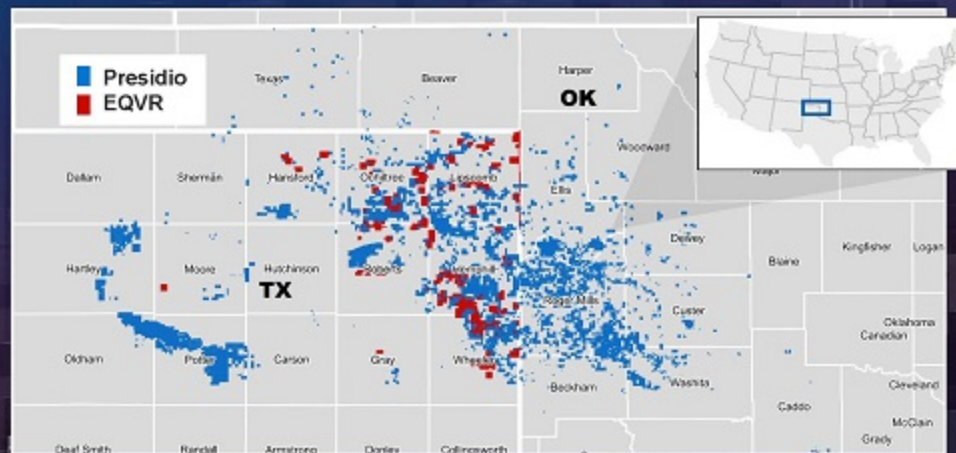 Presidio
EQVR
Texas
Beaver
Harper
OK
Woodward
Dallam
Sherman
Hansford
Ochiltree
Lipscomb
Ellis
Major
Hartley
Moore
Hutchinson
Roberts
Hemphill
Roger Mills
Dewey
Blaine
Kingfisher
Logan
TX
Custer
Oklahoma
Canadian
Oldham
Potter
Carson
Gray
Wheeler
Beckham
Washita
Caddo
Cleveland
McClain
Grady
Deaf Smith
Randall
Armstrong
Donley
Collingsworth